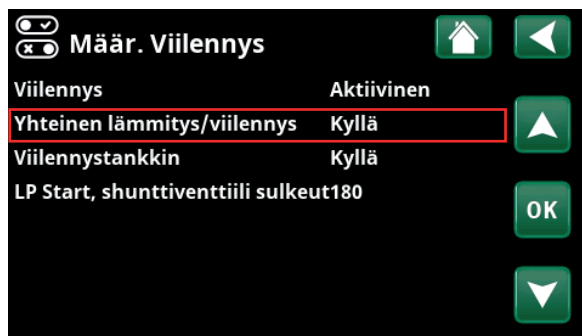 Määr. Viilennys
Viilennys Aktiivinen
Yhteinen lämmitys/viilennys Kyllä
Viilennystankkin Kyllä
LP Start, shunttiventtiili sulkeut180
OK